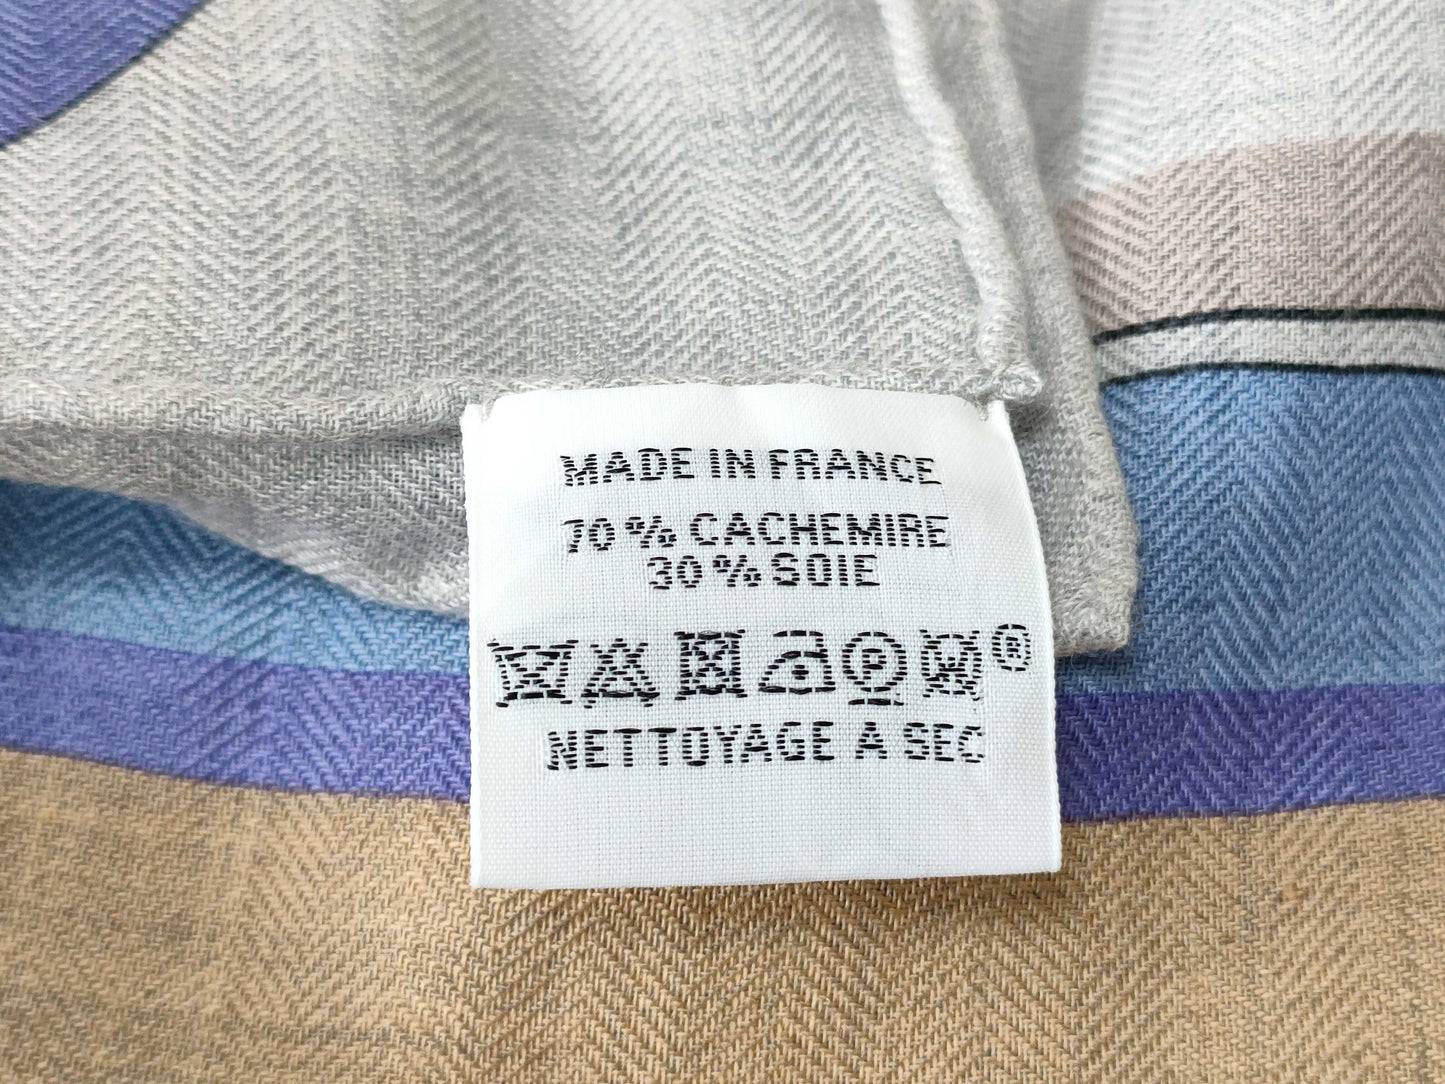 MADE IN FRANCE
70% CACHEMIRE
30% SOIE
P W ®
NETTOYAGE A SEC